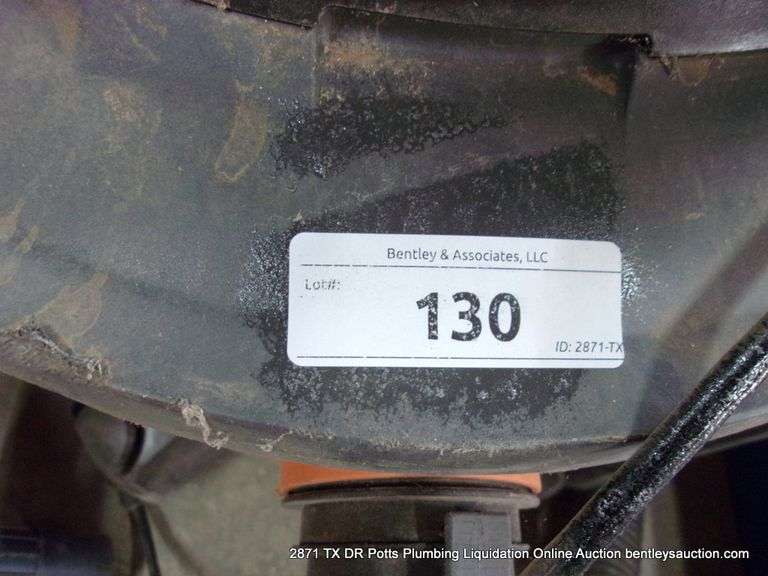 Bentley & Associates, LLC
Lot#:
130
ID: 2871-TX
2871 TX DR Potts Plumbing Liquidation Online Auction bentleysauction.com